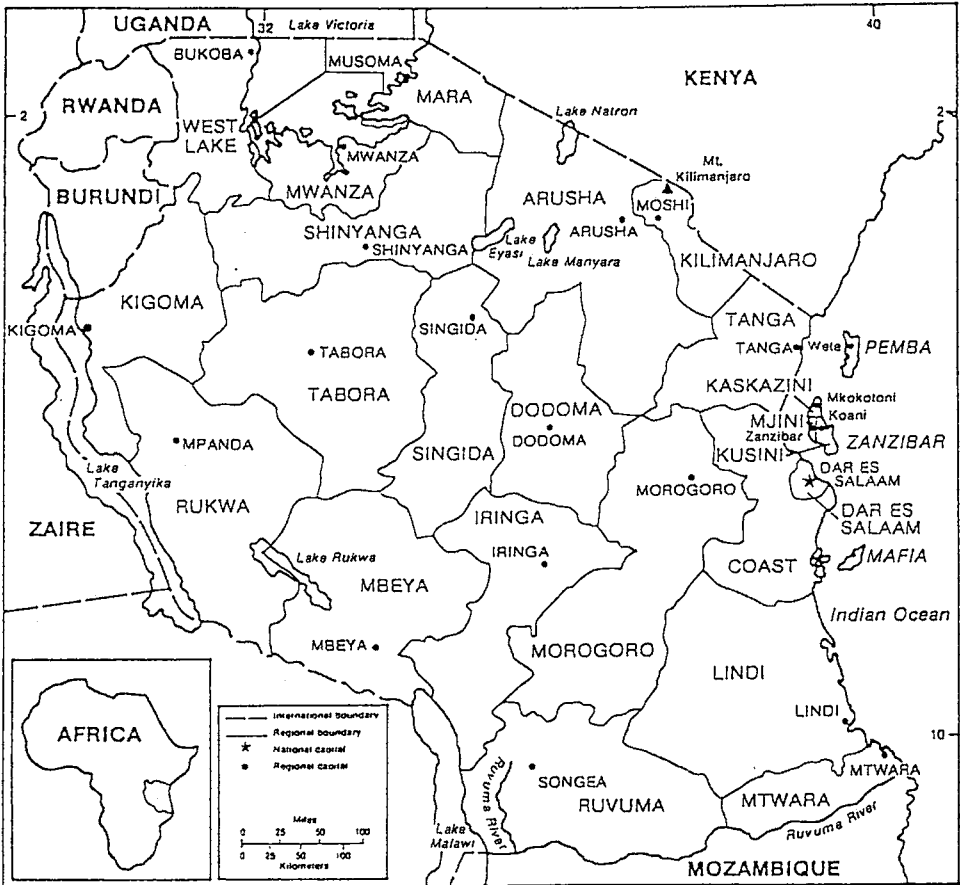 UGANDA
32
Lake Victoria
40
BUKOBA
MUSOMA
KENYA
RWANDA
MARA
2
WEST
LAKE
Lake Natron
2
MWANZA
Mt.
Kilimanjaro
BURUNDI
MWANZA
ARUSHA
MOSHI
SHINYANGA
SHINYANGA
Lake
Eyasi
ARUSHA
Lake Manyara
KILIMANJARO
KIGOMA
KIGOMA
SINGIDA
TANGA
TABORA
TANGA
Wete
PEMBA
TABORA
KASKAZINI
Mkokotoni
DODOMA
MJINI
Koani
MPANDA
DODOMA
Zanzibar
ZANZIBAR
SINGIDA
KUSINI
Lake
Tanganyika
DAR ES
SALAAM
RUKWA
MOROGORO
IRINGA
DAR ES
SALAAM
ZAIRE
Lake Rukwa
IRINGA
MAFIA
MBEYA
COAST
Indian Ocean
MBEYA
MOROGORO
LINDI
AFRICA
LINDI
International boundary
Regional boundary
National capital
Regional capital
10
MTWARA
SONGEA
Ruvuma River
RUVUMA
MTWARA
Ruvuma River
Miles
0 25 50 75 100
0 25 50 75 100
Kilometers
Lake
Malawi
MOZAMBIQUE